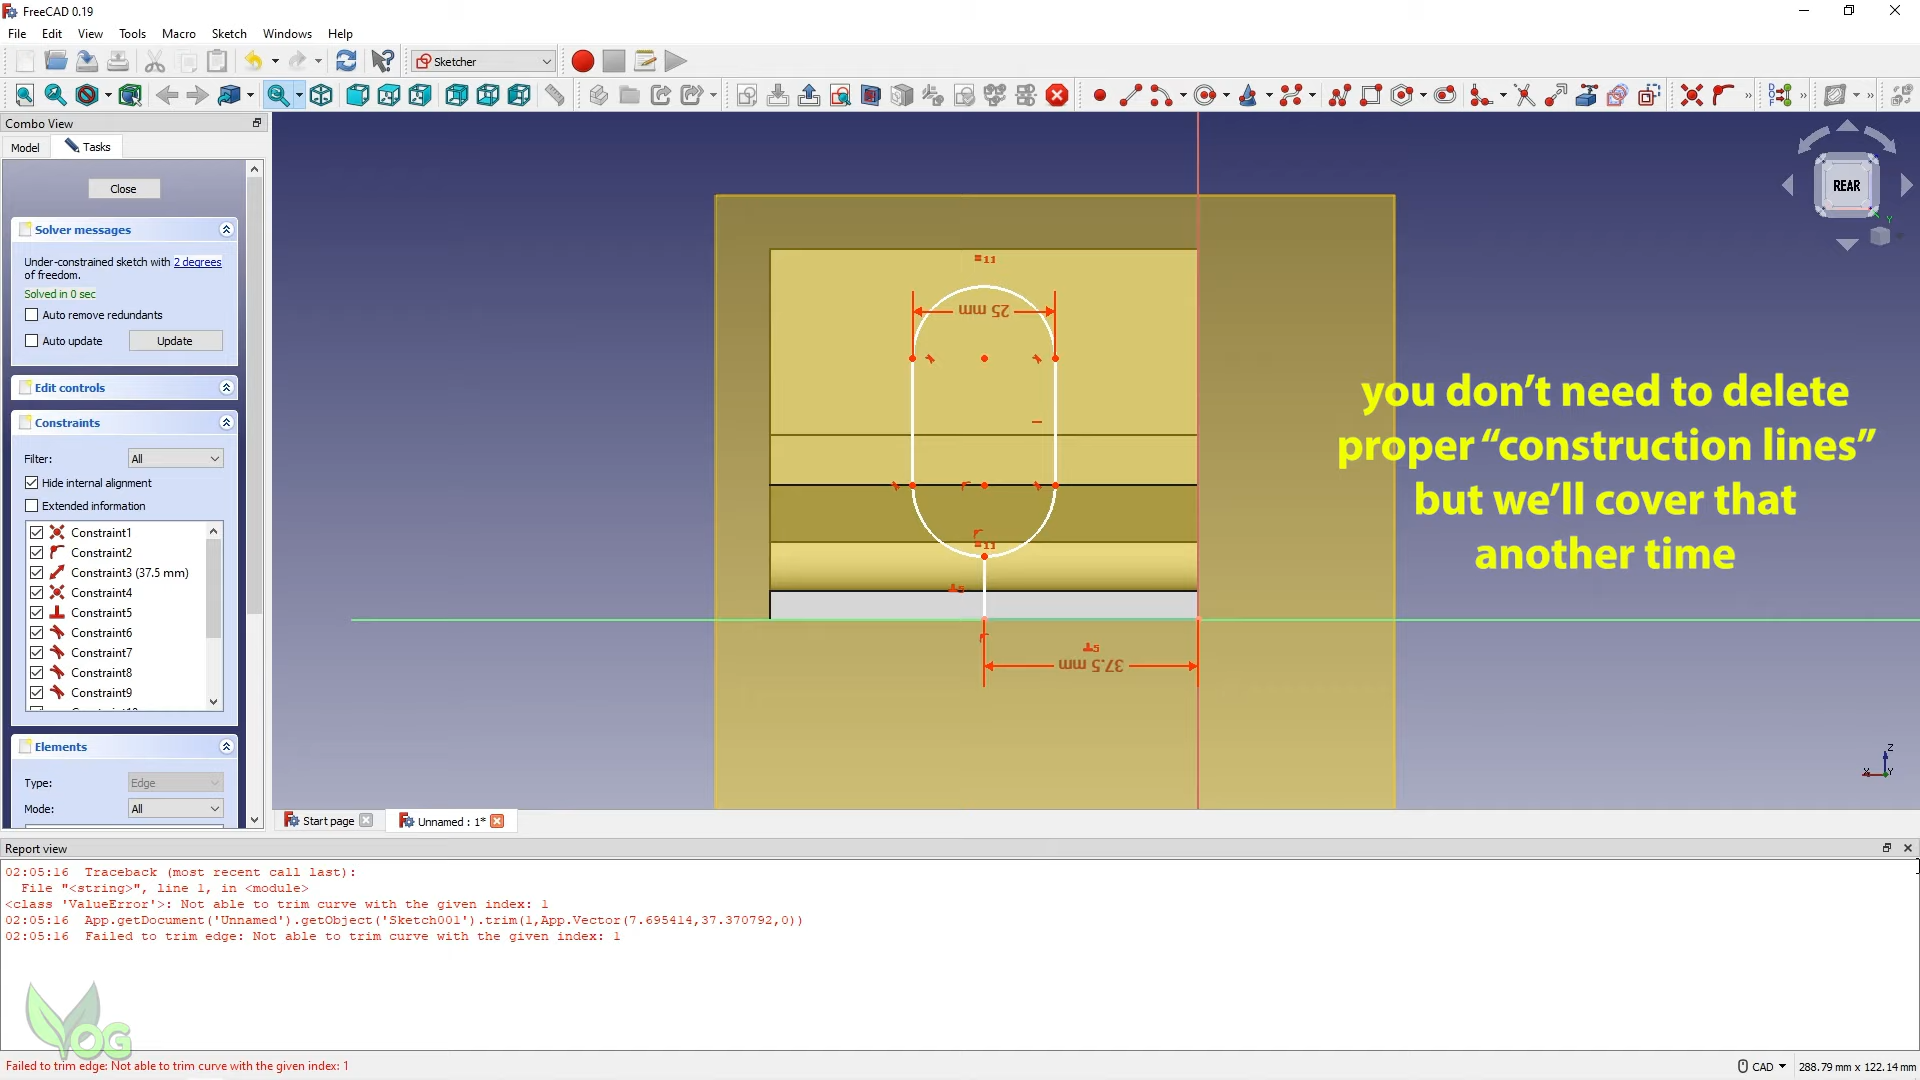 FreeCAD 0.19
File Edit View Tools Macro Sketch Windows Help
Sketcher
Combo View
Model Tasks
Close
Solver messages
Under-constrained sketch with 2 degrees
of freedom.
Solved in 0 sec
Auto remove redundants
Auto update Update
Edit controls
Constraints
Filter: All
Hide internal alignment
Extended information
Constraint1
Constraint2
Constraint3 (37.5 mm)
Constraint4
Constraint5
Constraint6
Constraint7
Constraint8
Constraint9
Elements
Type: Edge
Mode: All
REAR
Y
11
25 mm
11
5
5
37.5 mm
you don’t need to delete
proper “construction lines”
but we’ll cover that
another time
Z
X Y
Start page Unnamed : 1*
Report view
02:05:16 Traceback (most recent call last):
File "<string>", line 1, in <module>
<class 'ValueError'>: Not able to trim curve with the given index: 1
02:05:16 App.getDocument('Unnamed').getObject('Sketch001').trim(1,App.Vector(7.695414,37.370792,0))
02:05:16 Failed to trim edge: Not able to trim curve with the given index: 1
OG
Failed to trim edge: Not able to trim curve with the given index: 1
CAD 288.79 mm x 122.14 mm